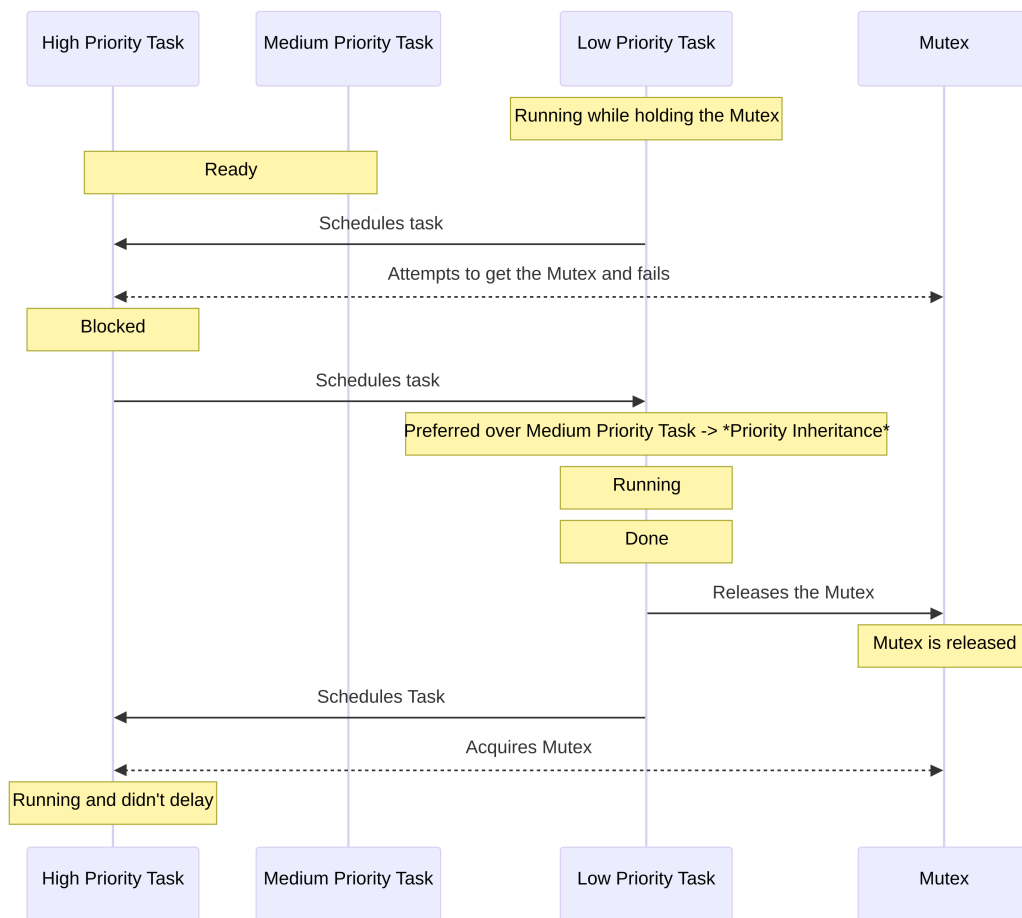 High Priority Task
Medium Priority Task
Low Priority Task
Mutex
Running while holding the Mutex
Ready
Schedules task
Attempts to get the Mutex and fails
Blocked
Schedules task
Preferred over Medium Priority Task -> *Priority Inheritance*
Running
Done
Releases the Mutex
Mutex is released
Schedules Task
Acquires Mutex
Running and didn't delay
High Priority Task
Medium Priority Task
Low Priority Task
Mutex